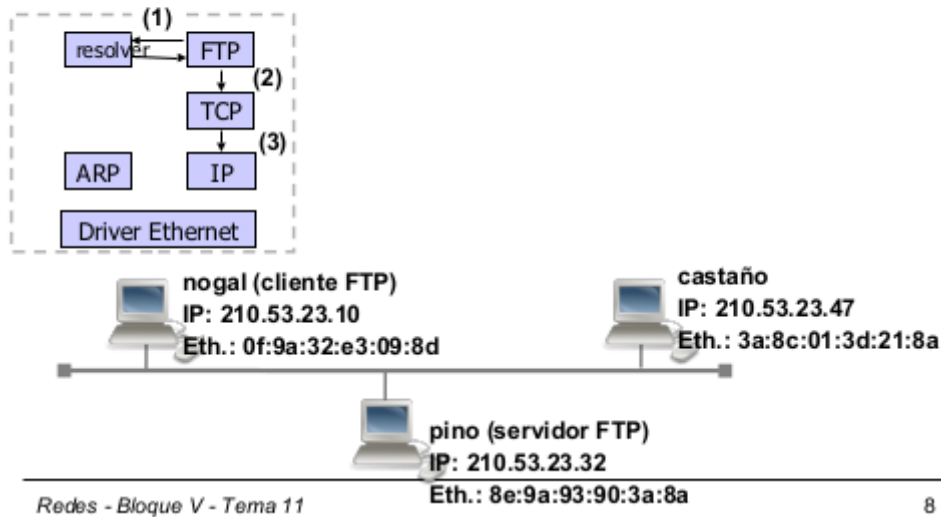 (1)
resolver
FTP
(2)
TCP
(3)
ARP
IP
Driver Ethernet
nogal (cliente FTP)
IP: 210.53.23.10
Eth.: 0f:9a:32:e3:09:8d
castaño
IP: 210.53.23.47
Eth.: 3a:8c:01:3d:21:8a
pino (servidor FTP)
IP: 210.53.23.32
Eth.: 8e:9a:93:90:3a:8a
Redes - Bloque V - Tema 11
8